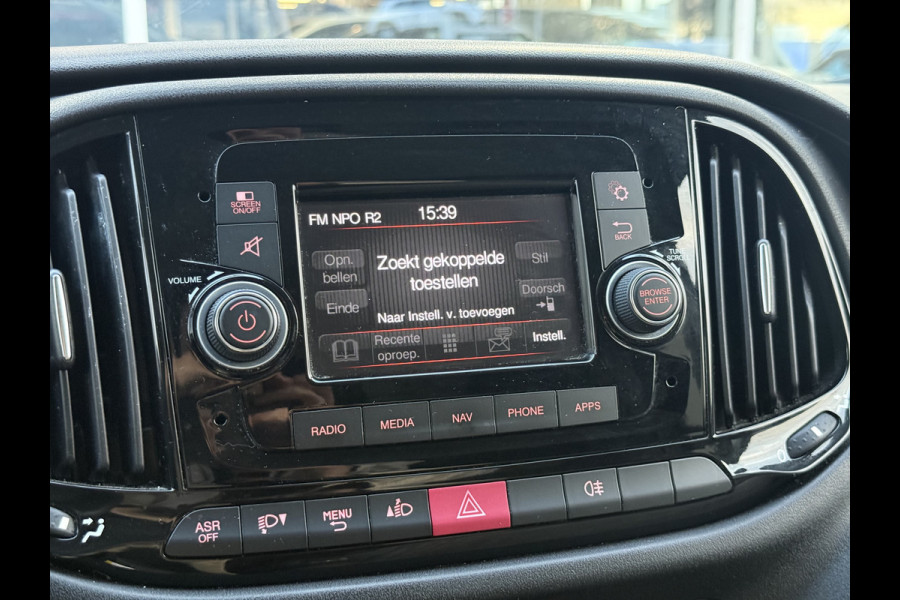 SCREEN
ON/OFF
VOLUME
FM NPO R2 15:39
Opn.
bellen
Zoekt gekoppelde
toestellen
Stil
Einde
Doorsch
Naar Instell. v. toevoegen
Recente
oproep.
Instell.
BACK
TUNE
SCROLL
BROWSE
ENTER
RADIO
MEDIA
NAV
PHONE
APPS
ASR
OFF
MENU